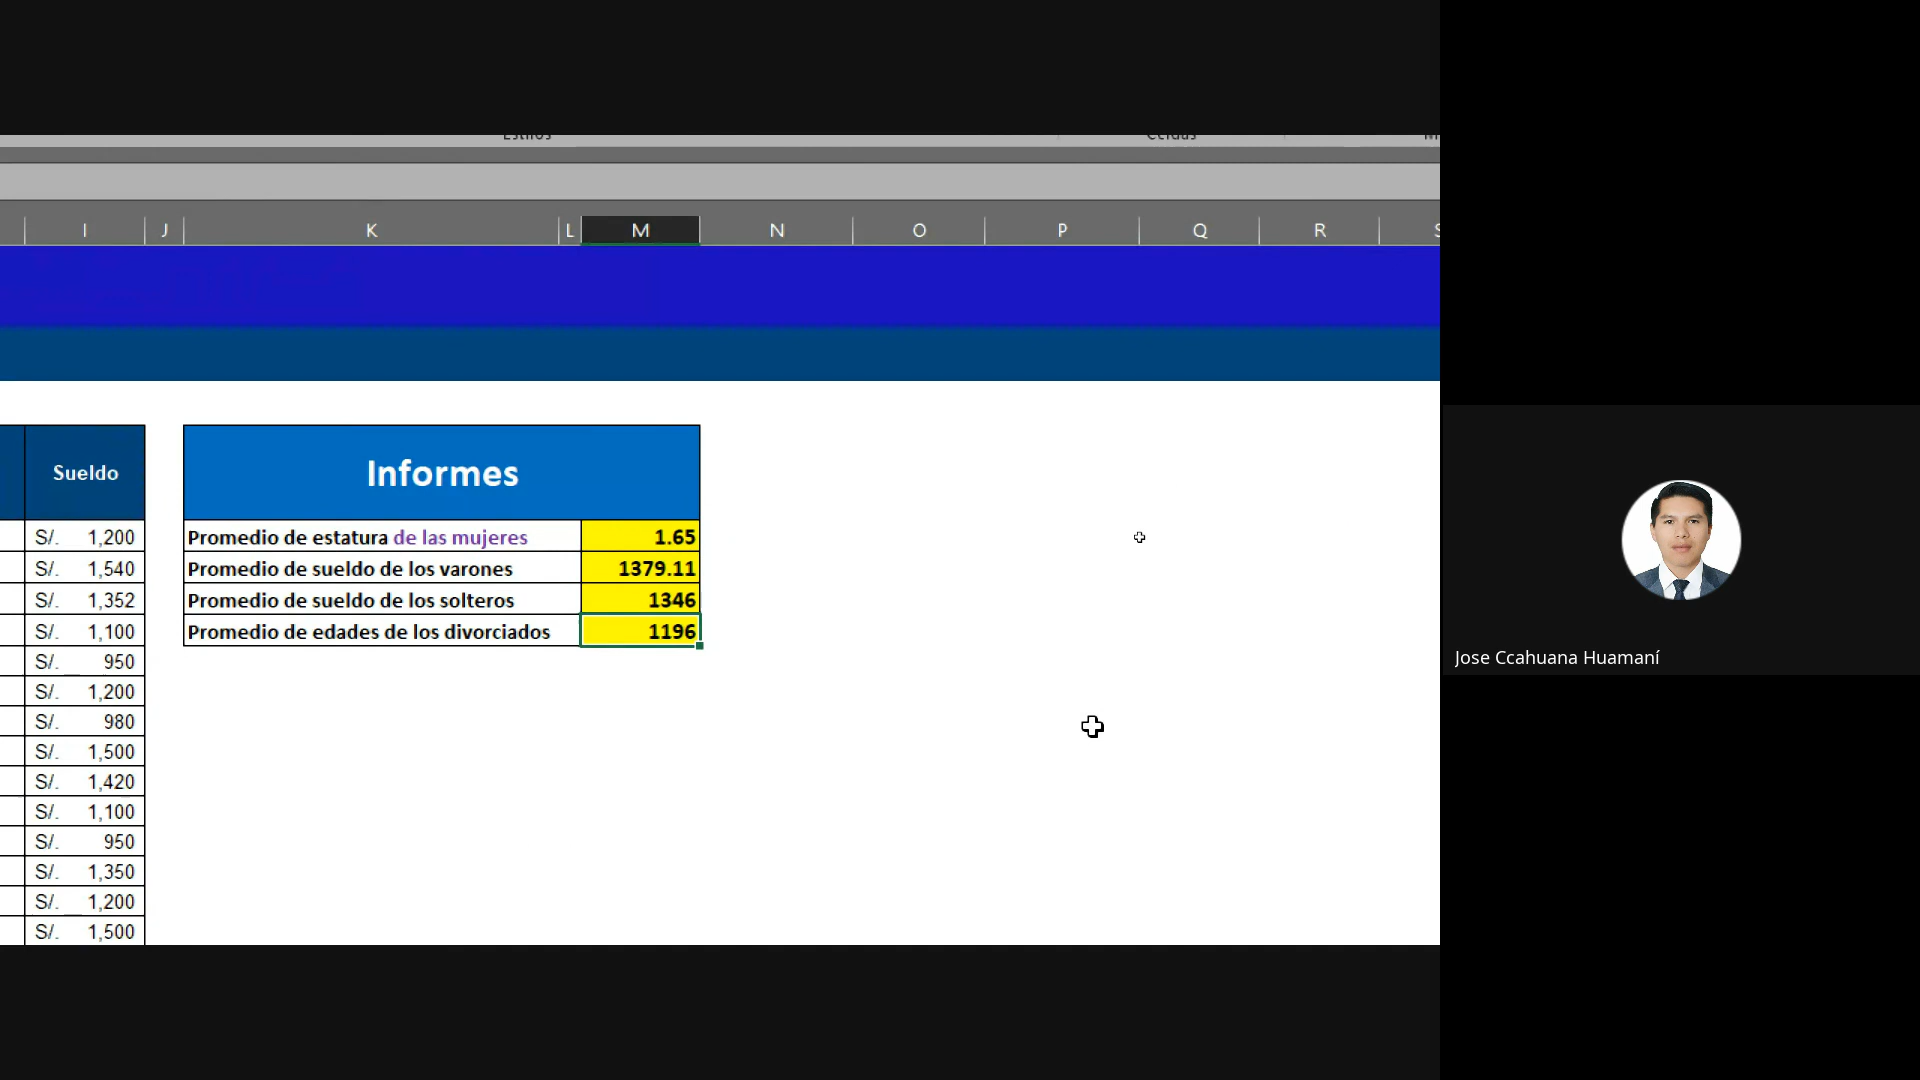 I J K L M N O P Q R
Sueldo
Informes
S/. 1,200
Promedio de estatura de las mujeres 1.65
S/. 1,540
Promedio de sueldo de los varones 1379.11
S/. 1,352
Promedio de sueldo de los solteros 1346
S/. 1,100
Promedio de edades de los divorciados 1196
S/. 950
S/. 1,200
S/. 980
S/. 1,500
S/. 1,420
S/. 1,100
S/. 950
S/. 1,350
S/. 1,200
S/. 1,500
Jose Ccahuana Huamaní